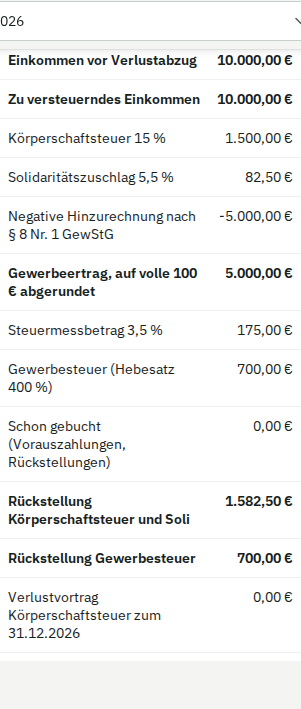 026
Einkommen vor Verlustabzug 10.000,00 €
Zu versteuerndes Einkommen 10.000,00 €
Körperschaftsteuer 15 % 1.500,00 €
Solidaritätszuschlag 5,5 % 82,50 €
Negative Hinzurechnung nach -5.000,00 €
§ 8 Nr. 1 GewStG
Gewerbeertrag, auf volle 100 5.000,00 €
€ abgerundet
Steuermessbetrag 3,5 % 175,00 €
Gewerbesteuer (Hebesatz 700,00 €
400 %)
Schon gebucht 0,00 €
(Vorauszahlungen,
Rückstellungen)
Rückstellung 1.582,50 €
Körperschaftsteuer und Soli
Rückstellung Gewerbesteuer 700,00 €
Verlustvortrag 0,00 €
Körperschaftsteuer zum
31.12.2026